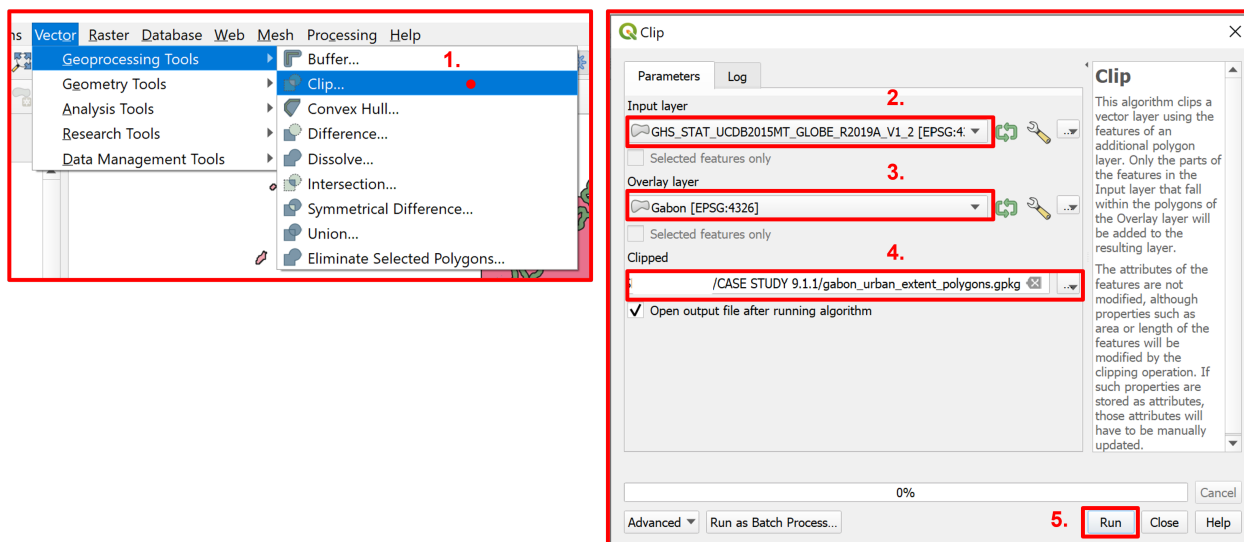 ns Vector Raster Database Web Mesh Processing Help
Geoprocessing Tools
Geometry Tools
Analysis Tools
Research Tools
Data Management Tools
1.
Buffer...
Clip...
Convex Hull...
Difference...
Dissolve...
Intersection...
Symmetrical Difference...
Union...
Eliminate Selected Polygons...
Clip
Parameters Log
2.
Input layer
GHS_STAT_UCDB2015MT_GLOBE_R2019A_V1_2 [EPSG:4
Selected features only
3.
Overlay layer
Gabon [EPSG:4326]
Selected features only
4.
Clipped
/CASE STUDY 9.1.1/gabon_urban_extent_polygons.gpkg
Open output file after running algorithm
Clip
This algorithm clips a
vector layer using the
features of an
additional polygon
layer. Only the parts of
the features in the
Input layer that fall
within the polygons of
the Overlay layer will
be added to the
resulting layer.
The attributes of the
features are not
modified, although
properties such as
area or length of the
features will be
modified by the
clipping operation. If
such properties are
stored as attributes,
those attributes will
have to be manually
updated.
0%
Cancel
Advanced Run as Batch Process...
5.
Run Close Help